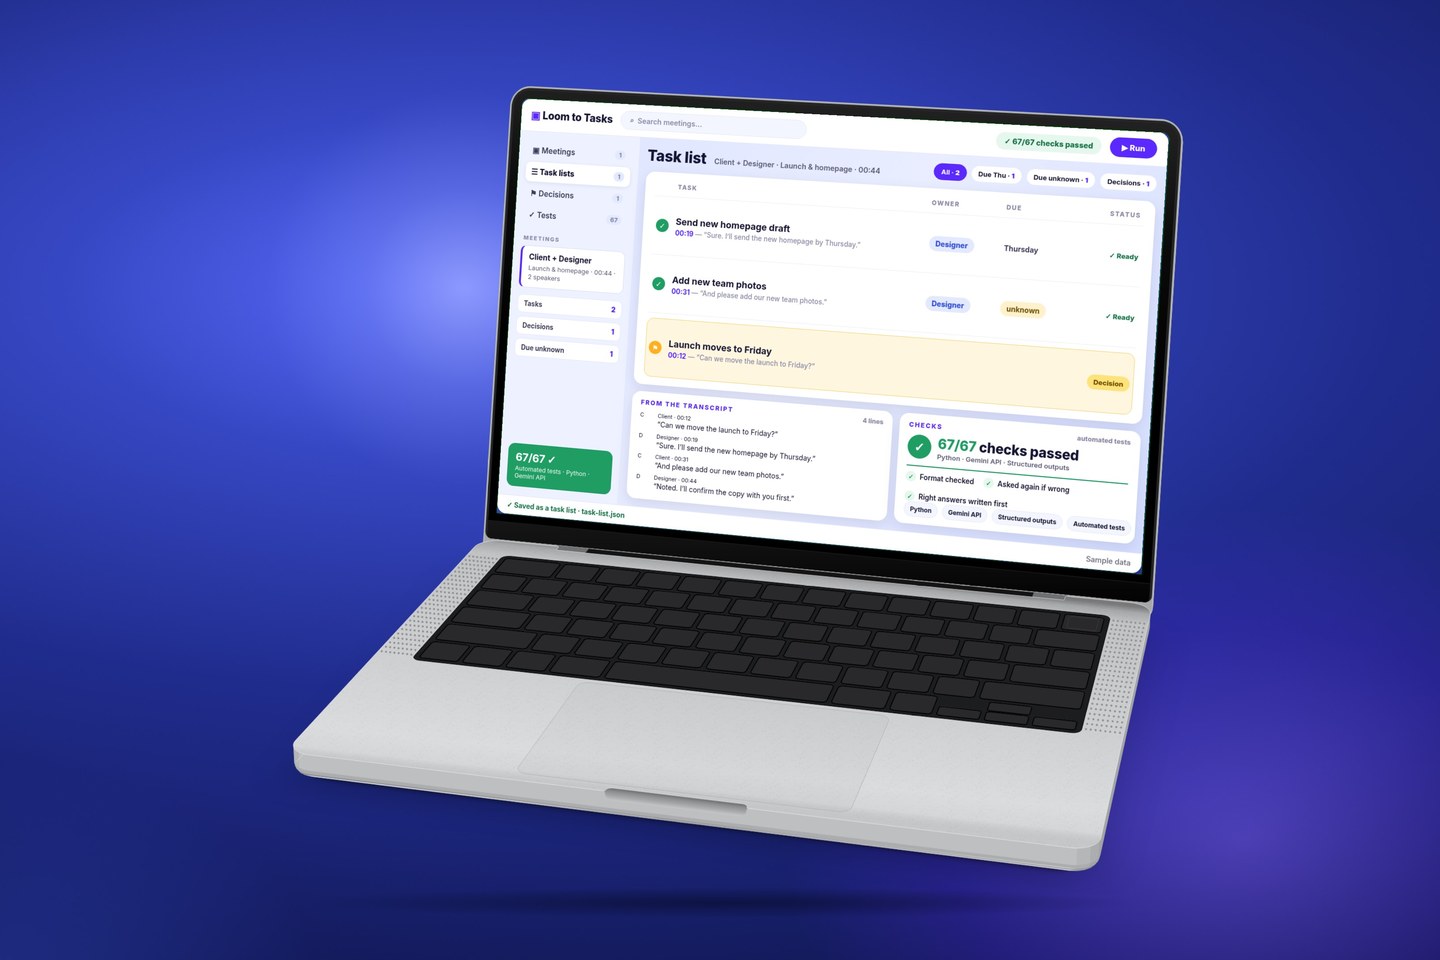 Loom to Tasks
Search meetings...
✓ 67/67 checks passed
▶ Run
Meetings 1
Task lists 1
Decisions 1
✓ Tests 67
MEETINGS
Client + Designer
Launch & homepage · 00:44 ·
2 speakers
Tasks 2
Decisions 1
Due unknown 1
67/67 ✓
Automated tests · Python ·
Gemini API
Task list
Client + Designer · Launch & homepage · 00:44
All · 2
Due Thu · 1
Due unknown · 1
Decisions · 1
TASK OWNER DUE STATUS
Send new homepage draft
00:19 — "Sure. I'll send the new homepage by Thursday."
Designer
Thursday
✓ Ready
Add new team photos
00:31 — "And please add our new team photos."
Designer
unknown
✓ Ready
Launch moves to Friday
00:12 — "Can we move the launch to Friday?"
Decision
FROM THE TRANSCRIPT
4 lines
C Client · 00:12
"Can we move the launch to Friday?"
D Designer · 00:19
"Sure. I'll send the new homepage by Thursday."
C Client · 00:31
"And please add our new team photos."
D Designer · 00:44
"Noted. I'll confirm the copy with you first."
CHECKS
automated tests
✓ 67/67 checks passed
Python · Gemini API · Structured outputs
✓ Format checked
✓ Asked again if wrong
✓ Right answers written first
Python
Gemini API
Structured outputs
Automated tests
✓ Saved as a task list · task-list.json
Sample data